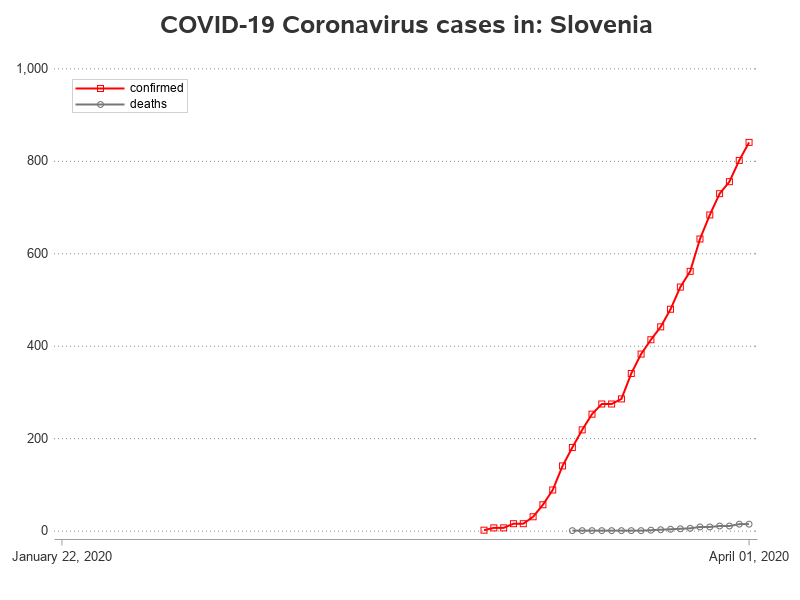 COVID-19 Coronavirus cases in: Slovenia
1,000
confirmed
deaths
800
600
400
200
0
January 22, 2020
April 01, 2020